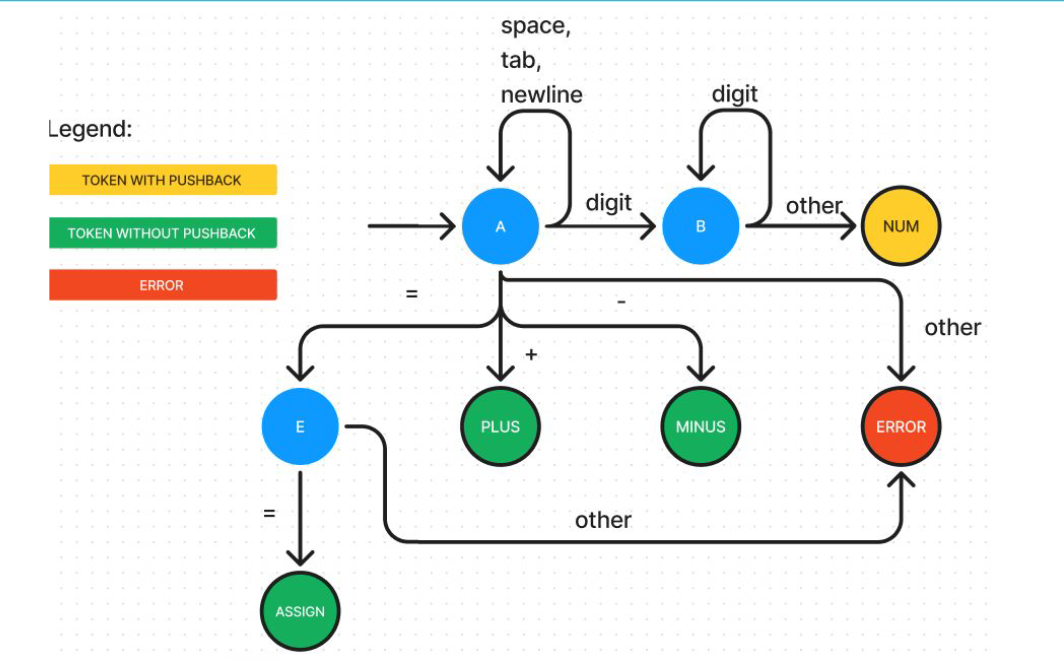 space,
tab,
newline
digit
Legend:
TOKEN WITH PUSHBACK
TOKEN WITHOUT PUSHBACK
ERROR
A
digit
B
other
NUM
=
-
+
other
E
PLUS
MINUS
ERROR
=
other
ASSIGN